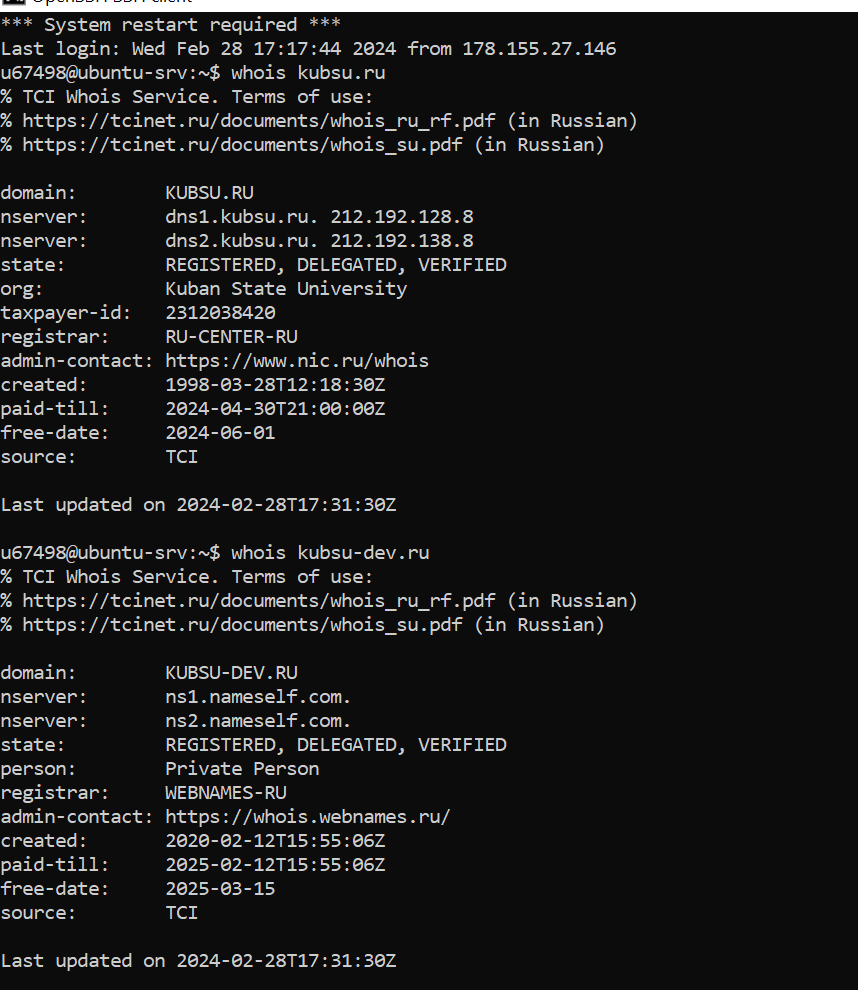 OpenSSH SSH client
*** System restart required ***
Last login: Wed Feb 28 17:17:44 2024 from 178.155.27.146
u67498@ubuntu-srv:~$ whois kubsu.ru
% TCI Whois Service. Terms of use:
% https://tcinet.ru/documents/whois_ru_rf.pdf (in Russian)
% https://tcinet.ru/documents/whois_su.pdf (in Russian)

domain:        KUBSU.RU
nserver:       dns1.kubsu.ru. 212.192.128.8
nserver:       dns2.kubsu.ru. 212.192.138.8
state:         REGISTERED, DELEGATED, VERIFIED
org:           Kuban State University
taxpayer-id:   2312038420
registrar:     RU-CENTER-RU
admin-contact: https://www.nic.ru/whois
created:       1998-03-28T12:18:30Z
paid-till:     2024-04-30T21:00:00Z
free-date:     2024-06-01
source:        TCI

Last updated on 2024-02-28T17:31:30Z

u67498@ubuntu-srv:~$ whois kubsu-dev.ru
% TCI Whois Service. Terms of use:
% https://tcinet.ru/documents/whois_ru_rf.pdf (in Russian)
% https://tcinet.ru/documents/whois_su.pdf (in Russian)

domain:        KUBSU-DEV.RU
nserver:       ns1.nameself.com.
nserver:       ns2.nameself.com.
state:         REGISTERED, DELEGATED, VERIFIED
person:        Private Person
registrar:     WEBNAMES-RU
admin-contact: https://whois.webnames.ru/
created:       2020-02-12T15:55:06Z
paid-till:     2025-02-12T15:55:06Z
free-date:     2025-03-15
source:        TCI

Last updated on 2024-02-28T17:31:30Z